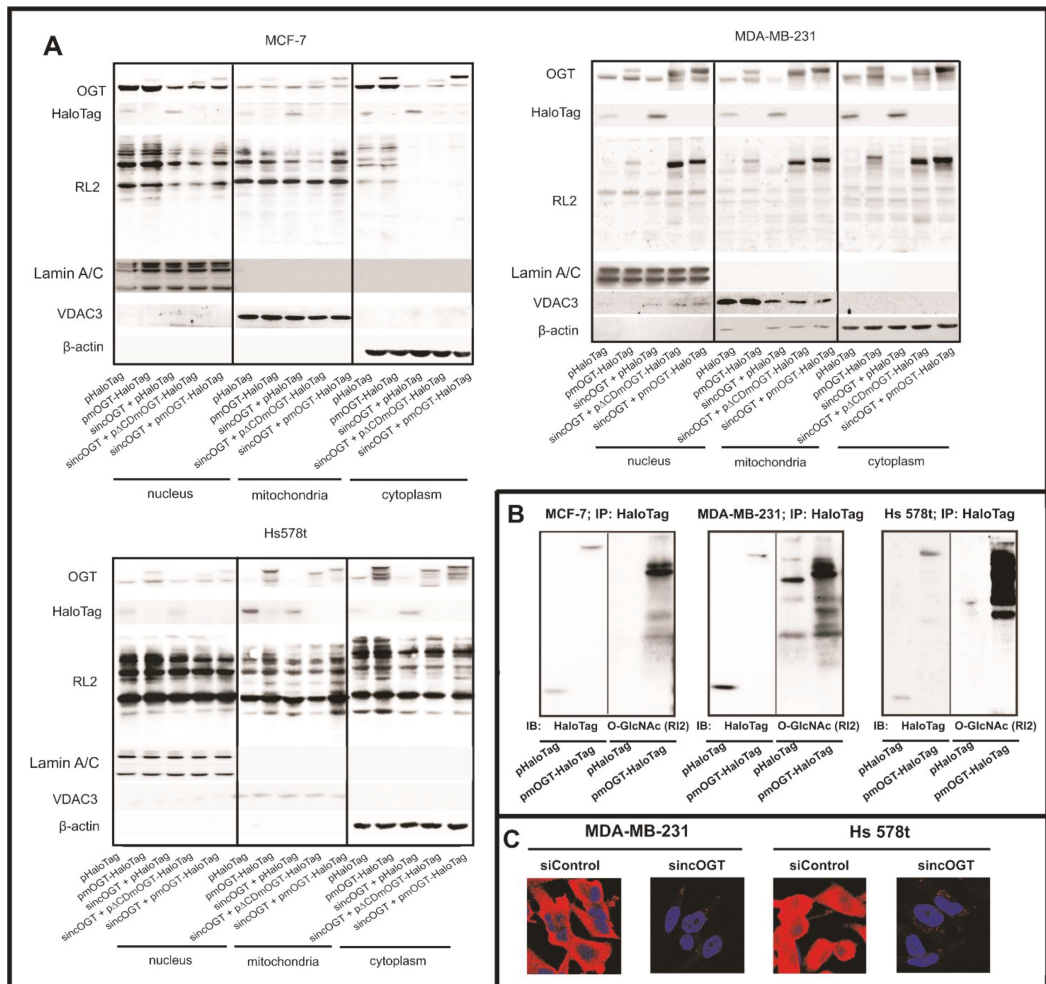 A
MCF-7
OGT
HaloTag
RL2
Lamin A/C
VDAC3
β-actin
pHaloTag
pmOGT-HaloTag
sincOGT + pHaloTag
sincOGT + pΔCDmOGT-HaloTag
sincOGT + pmOGT-HaloTag
pHaloTag
pmOGT-HaloTag
sincOGT + pHaloTag
sincOGT + pΔCDmOGT-HaloTag
sincOGT + pmOGT-HaloTag
pHaloTag
pmOGT-HaloTag
sincOGT + pHaloTag
sincOGT + pΔCDmOGT-HaloTag
sincOGT + pmOGT-HaloTag
nucleus mitochondria cytoplasm
MDA-MB-231
OGT
HaloTag
RL2
Lamin A/C
VDAC3
β-actin
pHaloTag
pmOGT-HaloTag
sincOGT + pHaloTag
sincOGT + pΔCDmOGT-HaloTag
sincOGT + pmOGT-HaloTag
pHaloTag
pmOGT-HaloTag
sincOGT + pHaloTag
sincOGT + pΔCDmOGT-HaloTag
sincOGT + pmOGT-HaloTag
pHaloTag
pmOGT-HaloTag
sincOGT + pHaloTag
sincOGT + pΔCDmOGT-HaloTag
sincOGT + pmOGT-HaloTag
nucleus mitochondria cytoplasm
Hs578t
OGT
HaloTag
RL2
Lamin A/C
VDAC3
β-actin
pHaloTag
pmOGT-HaloTag
sincOGT + pHaloTag
sincOGT + pΔCDmOGT-HaloTag
sincOGT + pmOGT-HaloTag
pHaloTag
pmOGT-HaloTag
sincOGT + pHaloTag
sincOGT + pΔCDmOGT-HaloTag
sincOGT + pmOGT-HaloTag
pHaloTag
pmOGT-HaloTag
sincOGT + pHaloTag
sincOGT + pΔCDmOGT-HaloTag
sincOGT + pmOGT-HaloTag
nucleus mitochondria cytoplasm
B
MCF-7; IP: HaloTag MDA-MB-231; IP: HaloTag Hs 578t; IP: HaloTag
IB: HaloTag O-GlcNAc (Rl2) IB: HaloTag O-GlcNAc (Rl2) IB: HaloTag O-GlcNAc (Rl2)
pHaloTag
pmOGT-HaloTag
pHaloTag
pmOGT-HaloTag
pHaloTag
pmOGT-HaloTag
pHaloTag
pmOGT-HaloTag
pHaloTag
pmOGT-HaloTag
pHaloTag
pmOGT-HaloTag
C
MDA-MB-231 Hs 578t
siControl sincOGT siControl sincOGT